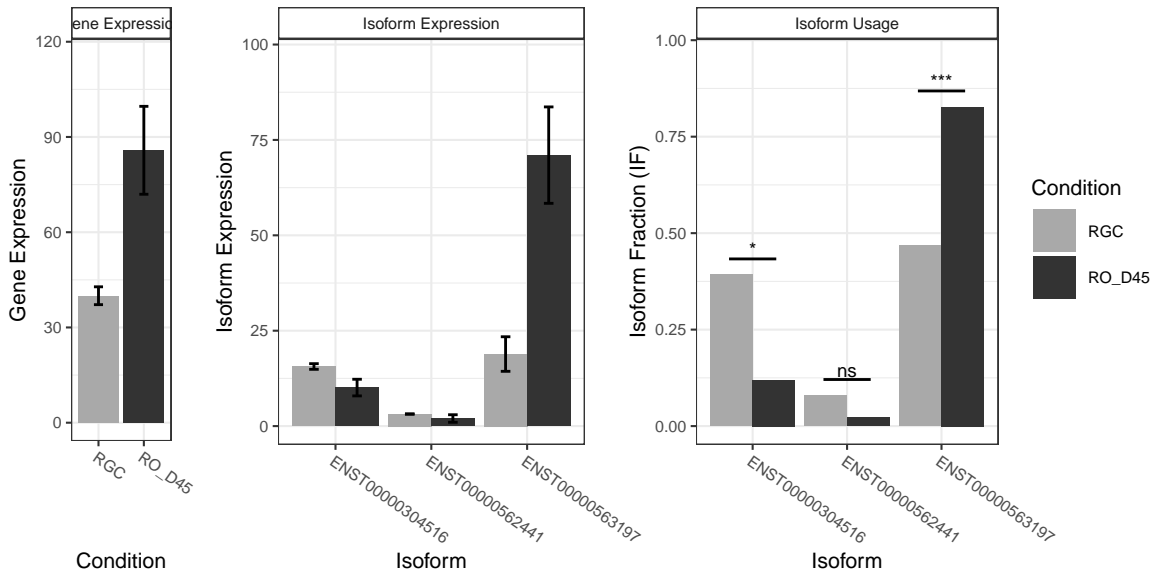 ene Expressio
Gene Expression
120
90
60
30
0
RGC
RO_D45
Condition
Isoform Expression
Isoform Expression
100
75
50
25
0
ENST00000304516
ENST00000562441
ENST00000563197
Isoform
Isoform Usage
Isoform Fraction (IF)
1.00
0.75
0.50
0.25
0.00
*
ns
***
ENST00000304516
ENST00000562441
ENST00000563197
Isoform
Condition
RGC
RO_D45